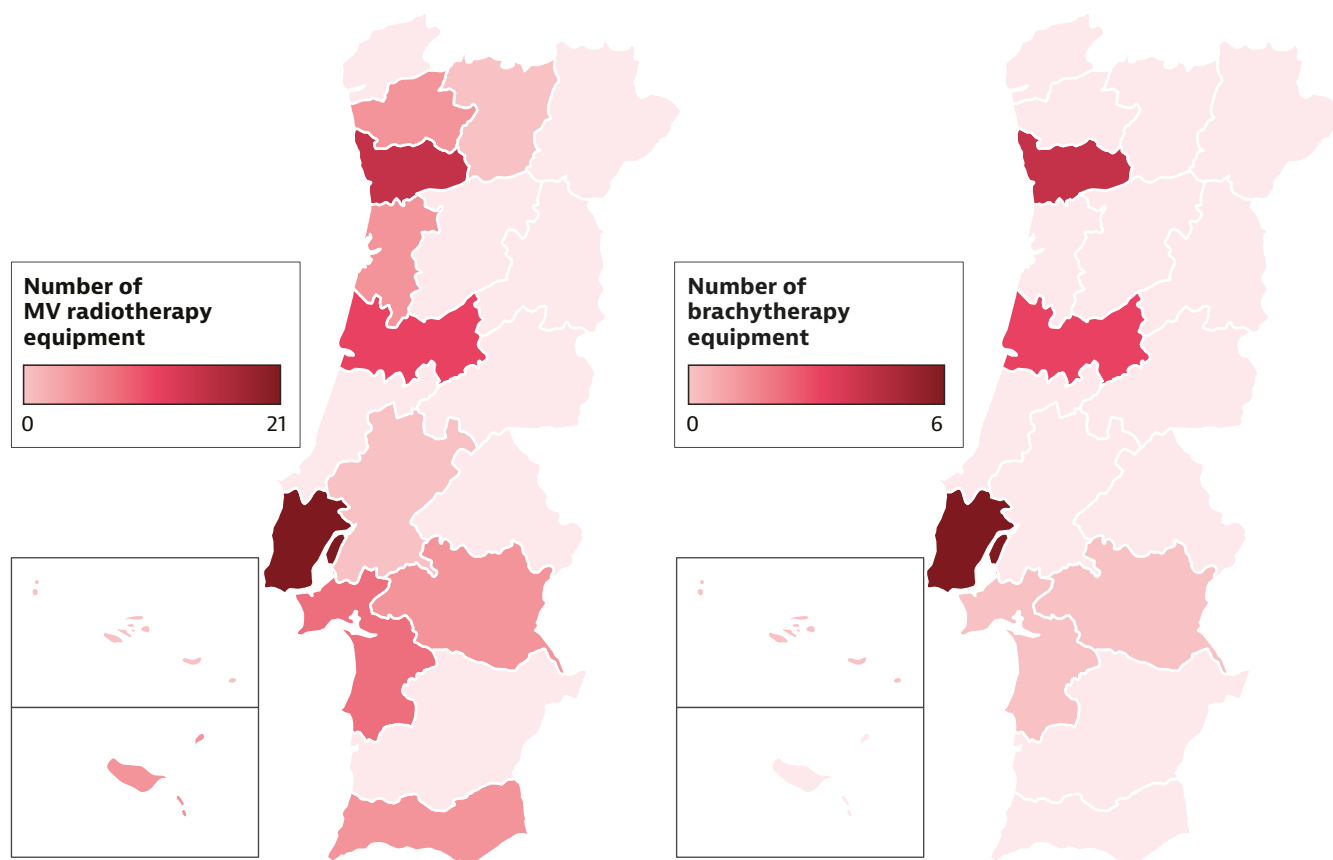 Number of
MV radiotherapy
equipment
0 21
Number of
brachytherapy
equipment
0 6